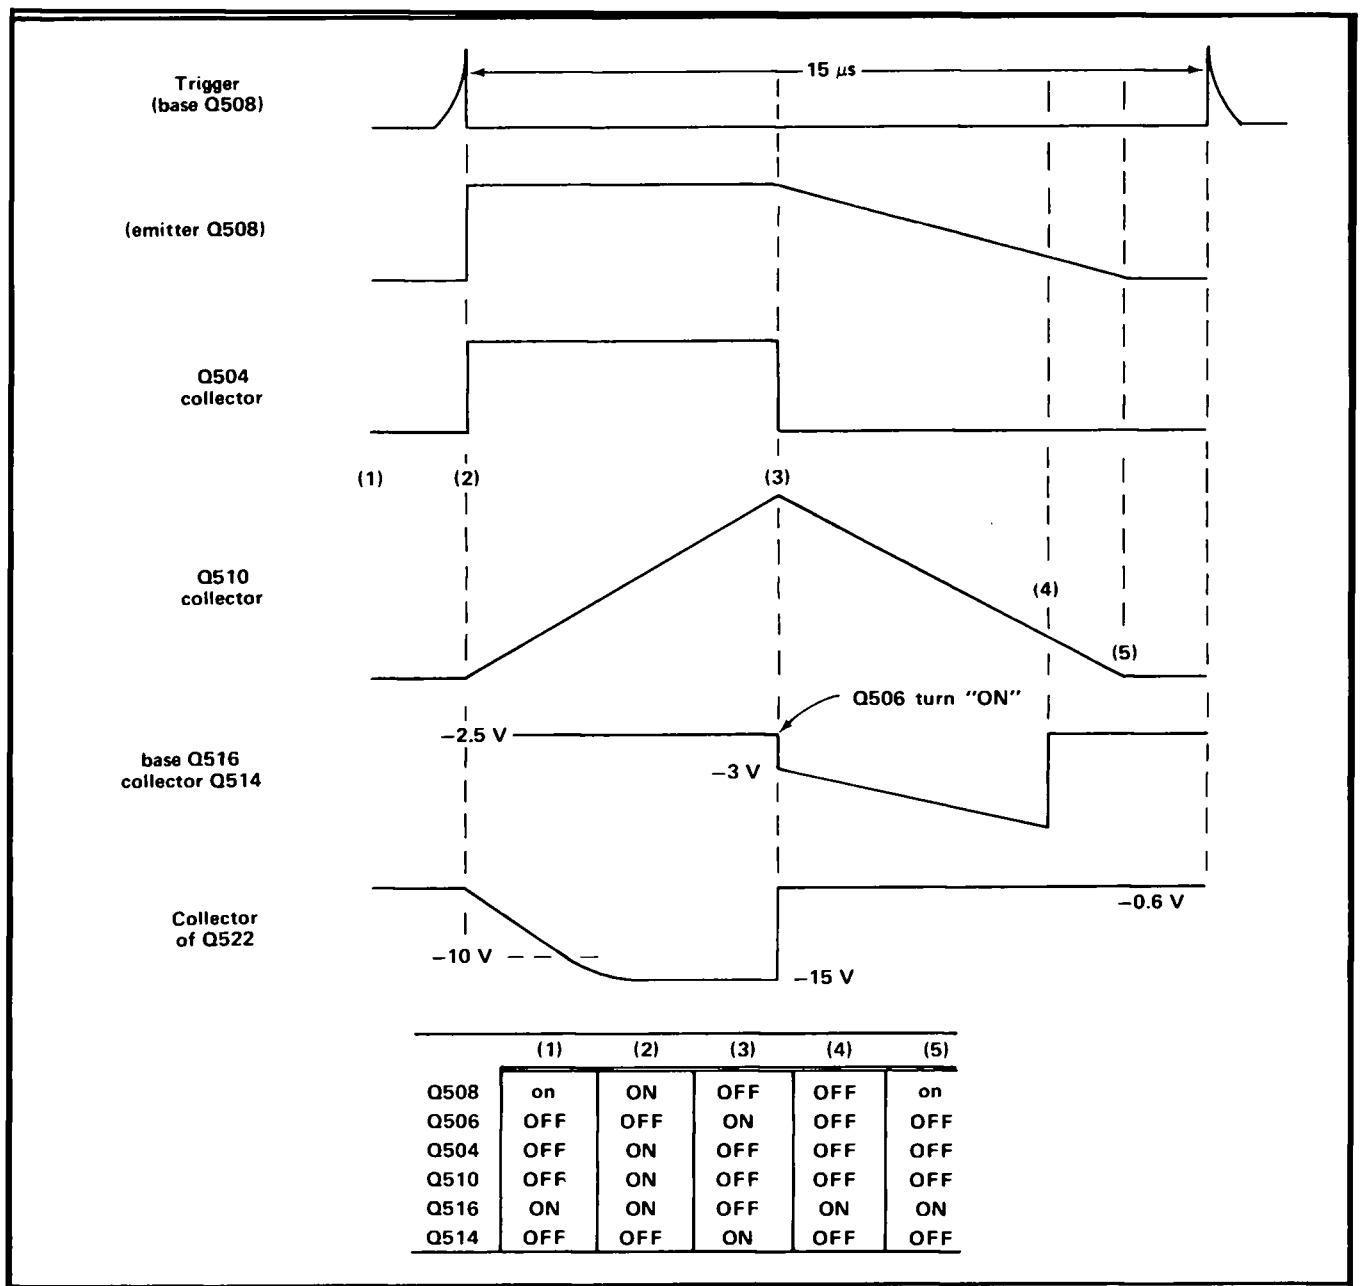 15 µs
Trigger
(base Q508)
(emitter Q508)
Q504
collector
(1)
(2)
(3)
Q510
collector
(4)
(5)
Q506 turn "ON"
−2.5 V
base Q516
collector Q514
−3 V
−0.6 V
Collector
of Q522
−10 V
−15 V
(1) (2) (3) (4) (5)
Q508 on ON OFF OFF on
Q506 OFF OFF ON OFF OFF
Q504 OFF ON OFF OFF OFF
Q510 OFF ON OFF OFF OFF
Q516 ON ON OFF ON ON
Q514 OFF OFF ON OFF OFF